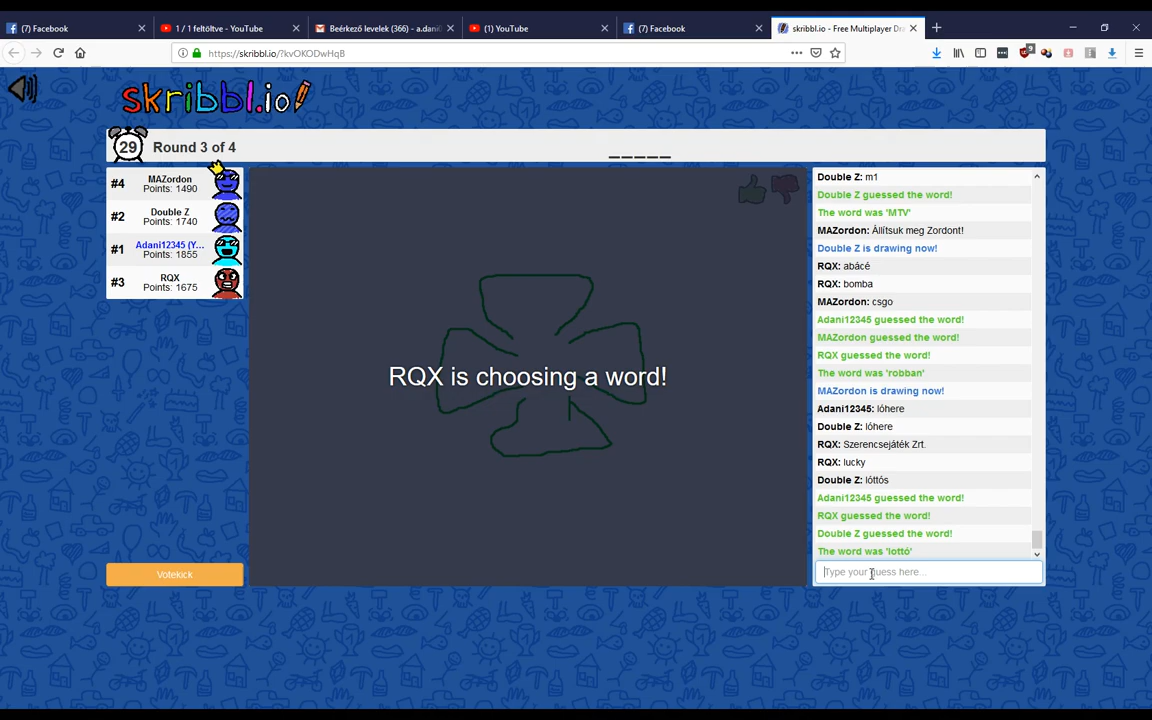 (7) Facebook
1 / 1 feltöltve - YouTube
Beérkező levelek (366) – a.dani
(1) YouTube
(7) Facebook
skribbl.io - Free Multiplayer Dra
https://skribbl.io/?kvOKODwHqB
9
skribbl.io
29
Round 3 of 4
_____
#4
MAZordon
Points: 1490
#2
Double Z
Points: 1740
#1
Adani12345 (Y...
Points: 1855
#3
RQX
Points: 1675
Votekick
RQX is choosing a word!
Double Z: m1
Double Z guessed the word!
The word was 'MTV'
MAZordon: Állítsuk meg Zordont!
Double Z is drawing now!
RQX: abácé
RQX: bomba
MAZordon: csgo
Adani12345 guessed the word!
MAZordon guessed the word!
RQX guessed the word!
The word was 'robban'
MAZordon is drawing now!
Adani12345: lóhere
Double Z: lóhere
RQX: Szerencsejáték Zrt.
RQX: lucky
Double Z: lóttós
Adani12345 guessed the word!
RQX guessed the word!
Double Z guessed the word!
The word was 'lottó'
Type your guess here...